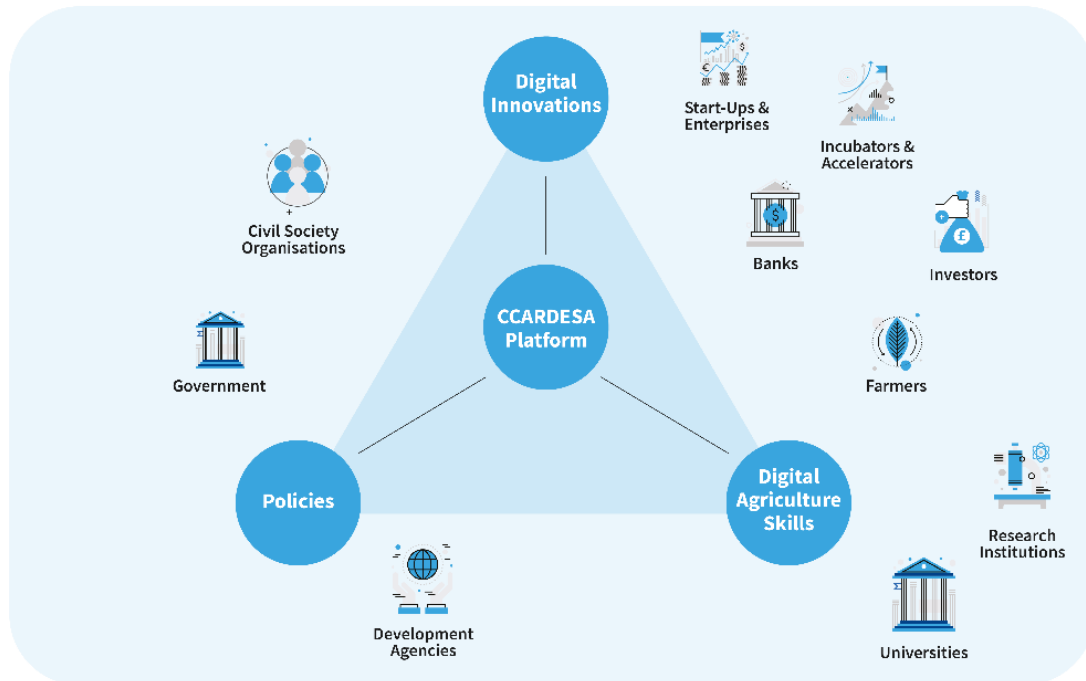 Digital
Innovations
Start-Ups &
Enterprises
Incubators &
Accelerators
Civil Society
Organisations
Banks
Investors
CCARDESA
Platform
Government
Farmers
Policies
Digital
Agriculture
Skills
Research
Institutions
Development
Agencies
Universities